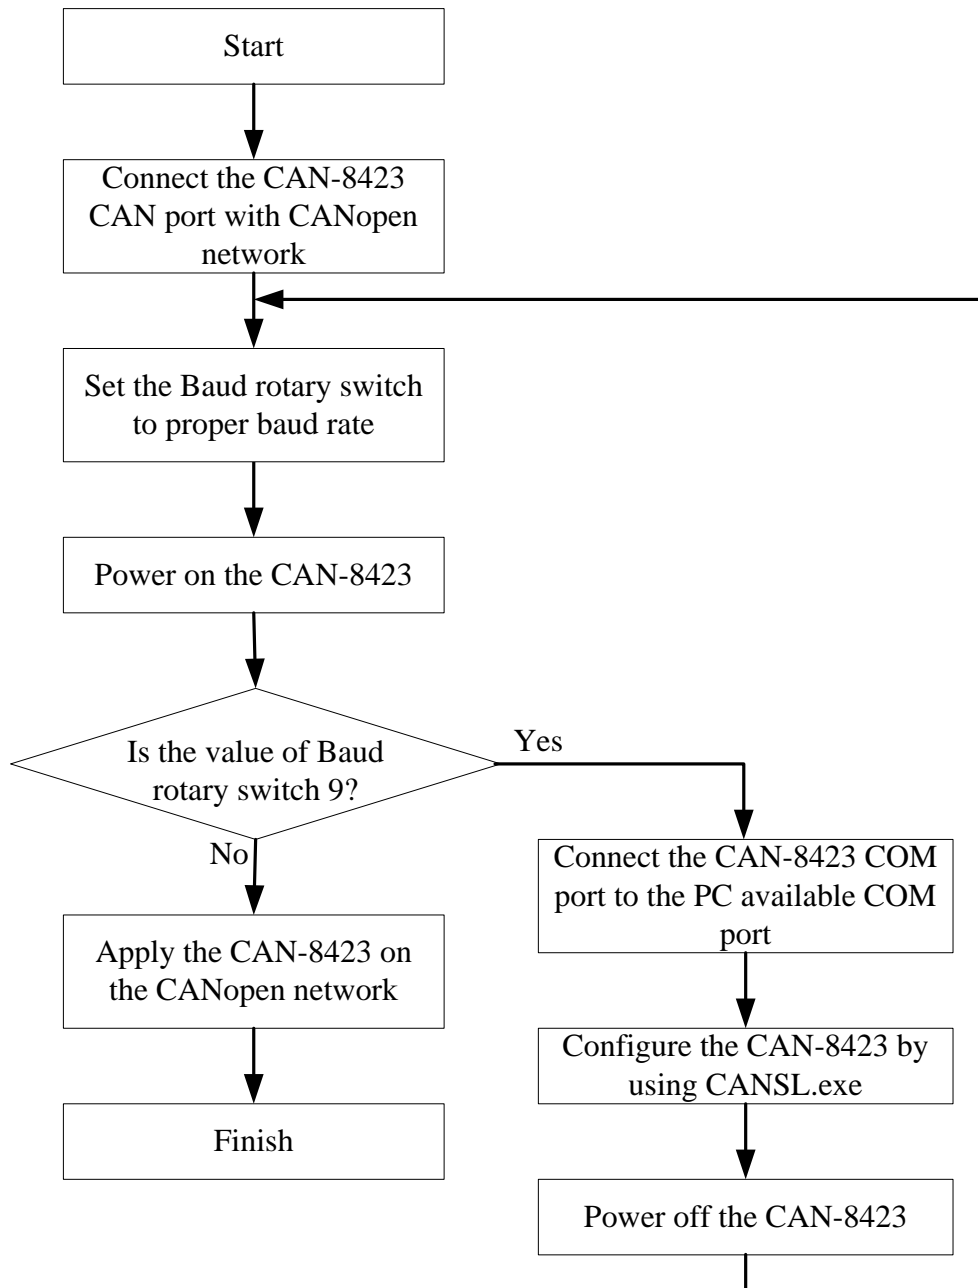 Start
Connect the CAN-8423
CAN port with CANopen
network
Set the Baud rotary switch
to proper baud rate
Power on the CAN-8423
Is the value of Baud
rotary switch 9?
Yes
No
Connect the CAN-8423 COM
port to the PC available COM
port
Apply the CAN-8423 on
the CANopen network
Configure the CAN-8423 by
using CANSL.exe
Finish
Power off the CAN-8423